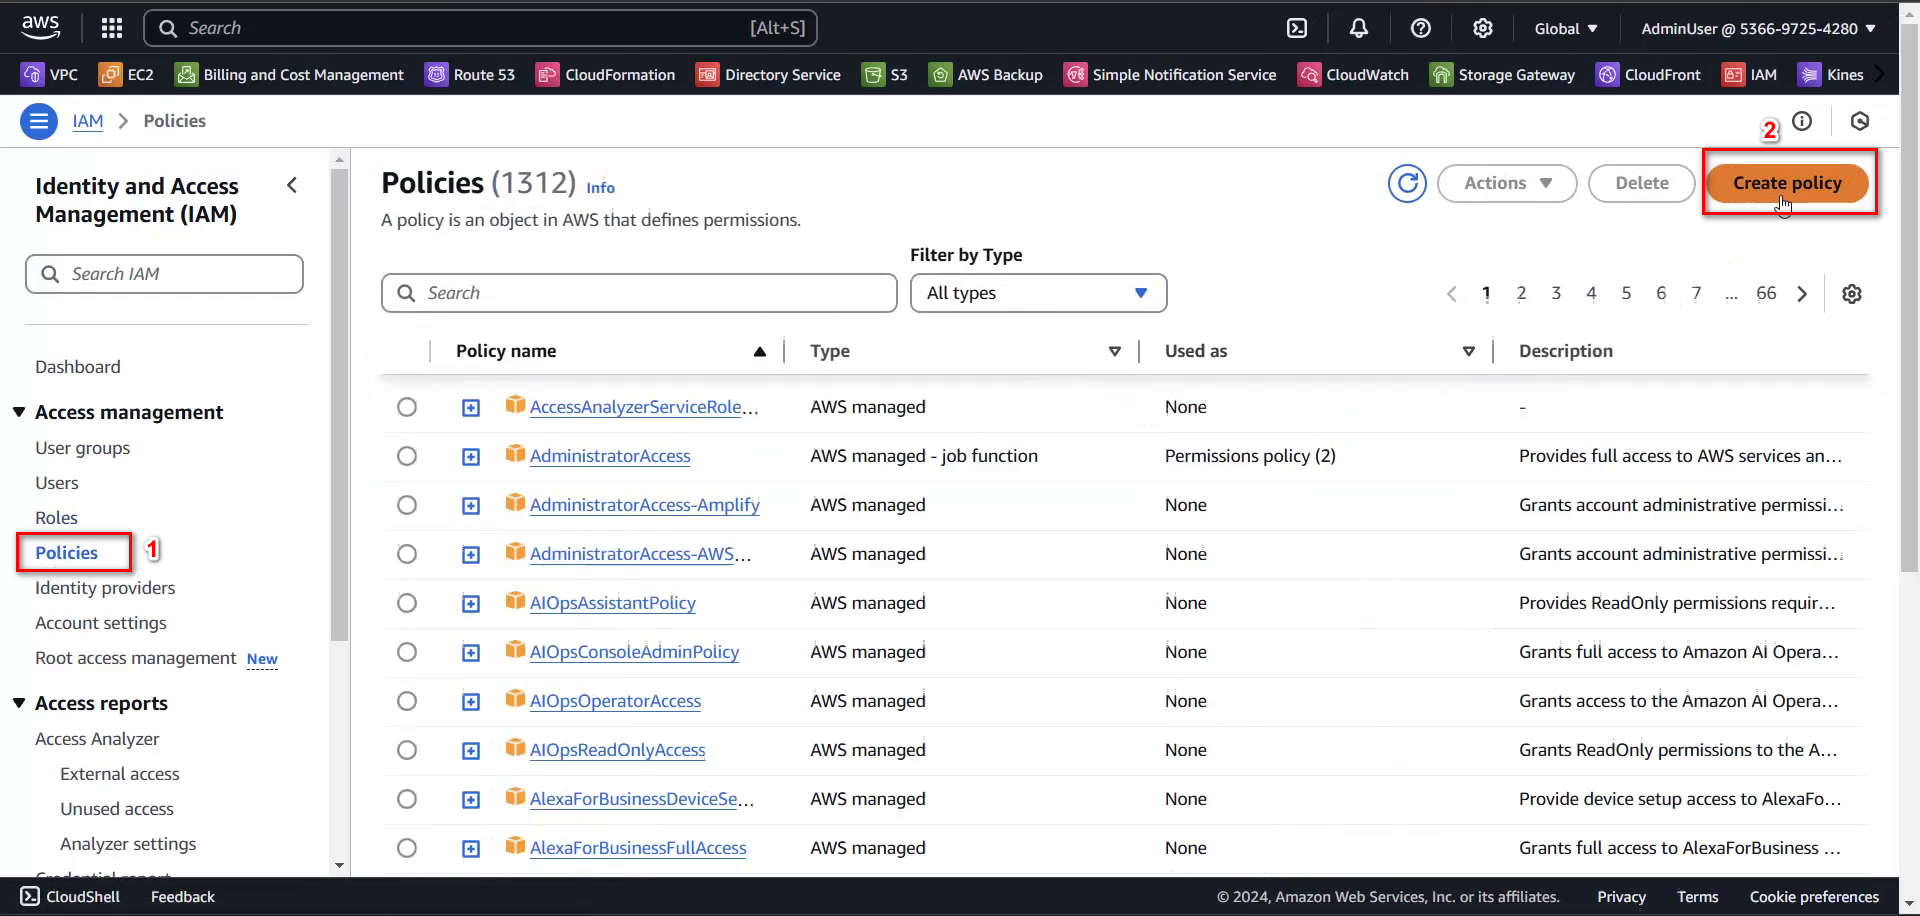 aws
Search [Alt+S] Global AdminUser @ 5366-9725-4280
VPC EC2 Billing and Cost Management Route 53 CloudFormation Directory Service S3 AWS Backup Simple Notification Service CloudWatch Storage Gateway CloudFront IAM Kines
IAM Policies
2
Identity and Access
Management (IAM)
Search IAM
Dashboard
Access management
User groups
Users
Roles
Policies 1
Identity providers
Account settings
Root access management New
Access reports
Access Analyzer
External access
Unused access
Analyzer settings
Policies (1312) Info
Actions Delete Create policy
A policy is an object in AWS that defines permissions.
Filter by Type
Search All types 1 2 3 4 5 6 7 ... 66
Policy name Type Used as Description
AccessAnalyzerServiceRole... AWS managed None -
AdministratorAccess AWS managed - job function Permissions policy (2) Provides full access to AWS services an...
AdministratorAccess-Amplify AWS managed None Grants account administrative permissi...
AdministratorAccess-AWS... AWS managed None Grants account administrative permissi...
AIOpsAssistantPolicy AWS managed None Provides ReadOnly permissions requir...
AIOpsConsoleAdminPolicy AWS managed None Grants full access to Amazon AI Opera...
AIOpsOperatorAccess AWS managed None Grants access to the Amazon AI Opera...
AIOpsReadOnlyAccess AWS managed None Grants ReadOnly permissions to the A...
AlexaForBusinessDeviceSe... AWS managed None Provide device setup access to AlexaFo...
AlexaForBusinessFullAccess AWS managed None Grants full access to AlexaForBusiness ...
CloudShell Feedback © 2024, Amazon Web Services, Inc. or its affiliates. Privacy Terms Cookie preferences